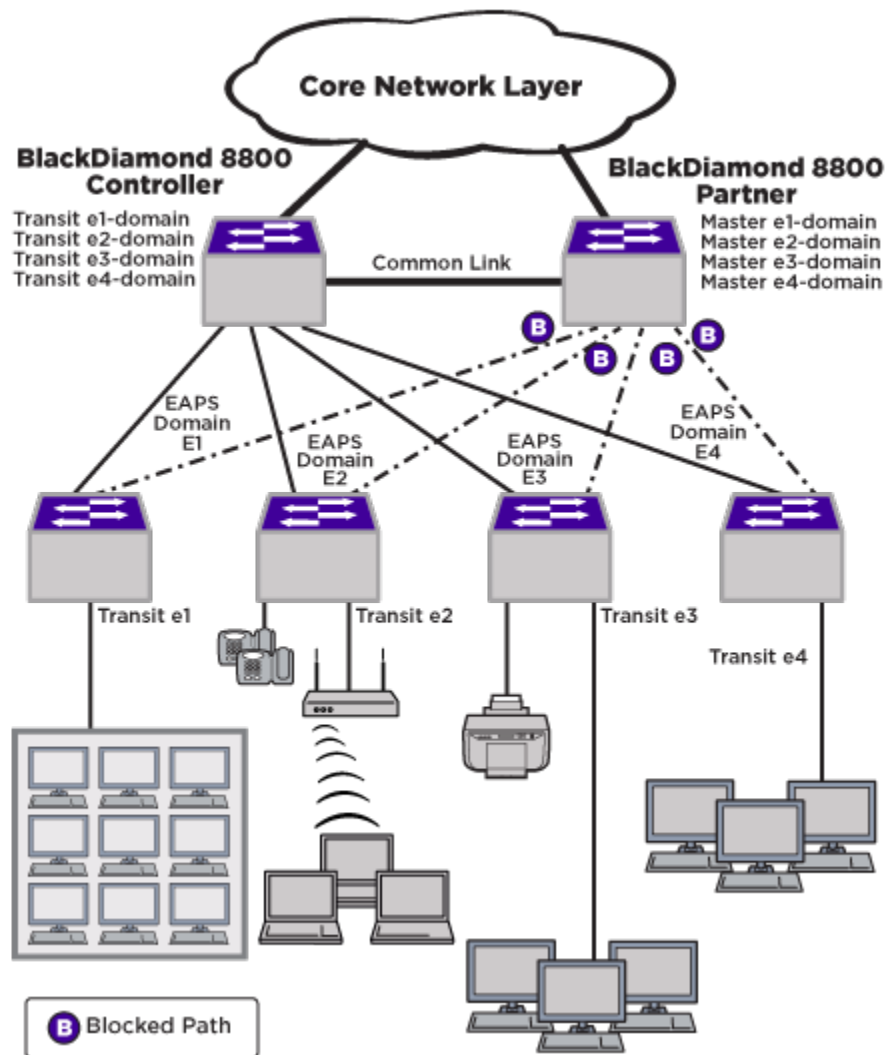 Core Network Layer
BlackDiamond 8800
Controller
Transit e1-domain
Transit e2-domain
Transit e3-domain
Transit e4-domain
BlackDiamond 8800
Partner
Master e1-domain
Master e2-domain
Master e3-domain
Master e4-domain
Common Link
B
B
B
B
EAPS
Domain
E1
EAPS
Domain
E2
EAPS
Domain
E3
EAPS
Domain
E4
Transit e1
Transit e2
Transit e3
Transit e4
B Blocked Path